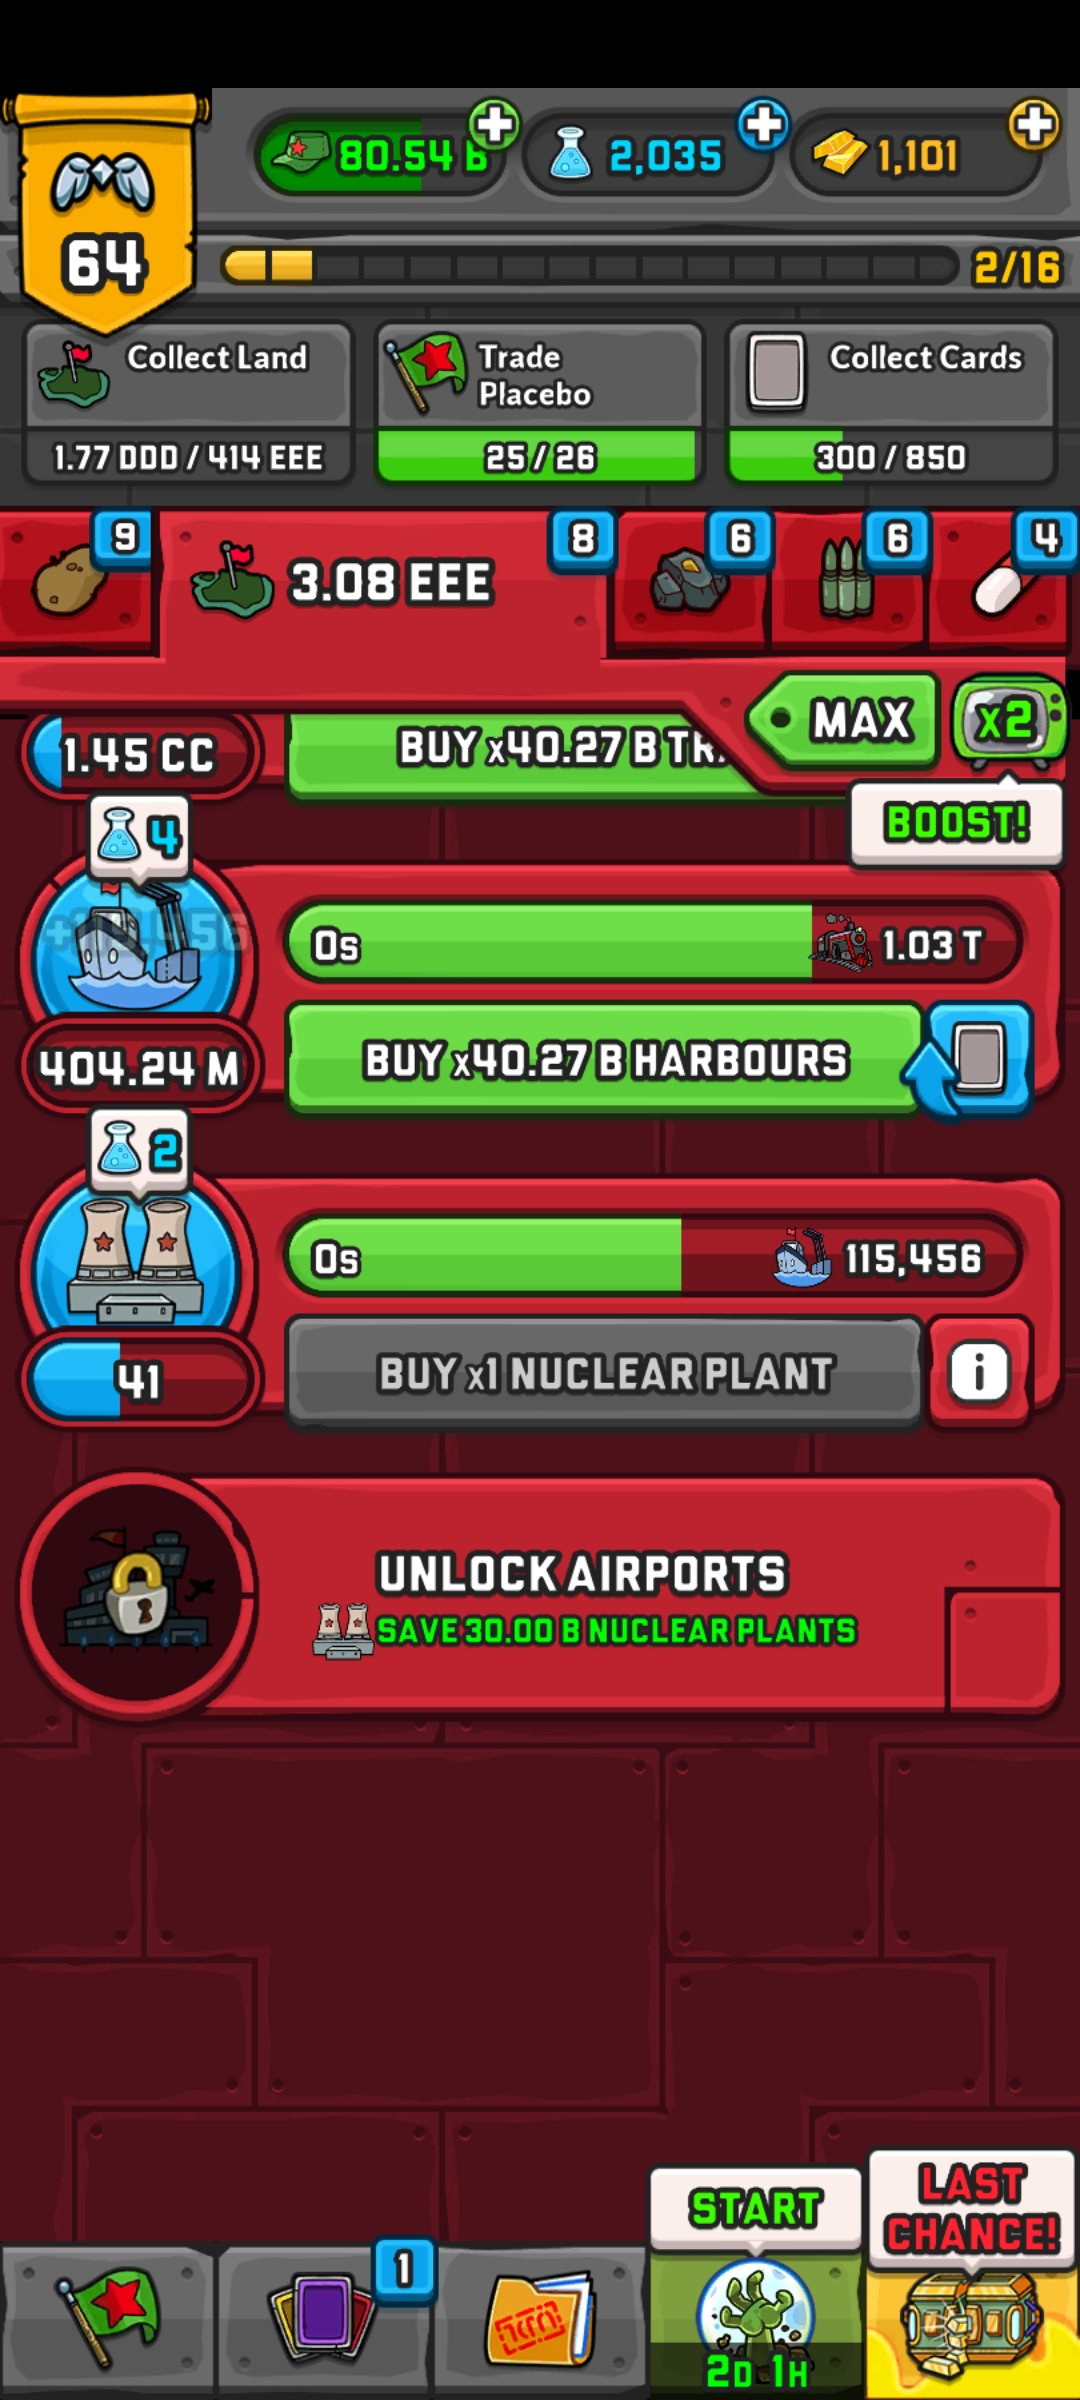 80.54 B
2,035
1,101
64
2/16
Collect Land
1.77 DDD / 414 EEE
Trade
Placebo
25 / 26
Collect Cards
300 / 850
9
3.08 EEE
8
6
6
4
MAX
x2
BOOST!
1.45 CC
BUY x40.27 B
4
0s
1.03 T
404.24 M
BUY x40.27 B HARBOURS
2
0s
115,456
41
BUY x1 NUCLEAR PLANT
i
UNLOCK AIRPORTS
SAVE 30.00 B NUCLEAR PLANTS
START
LAST
CHANCE!
1
2D 1H